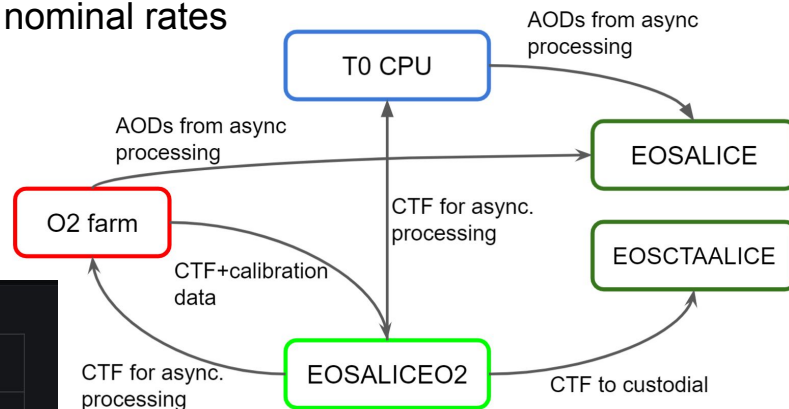 nominal rates
AODs from async
processing
T0 CPU
AODs from async
processing
EOSALICE
O2 farm
CTF for async.
processing
EOSCTAALICE
CTF+calibration
data
CTF for async.
processing
EOSALICEO2
CTF to custodial